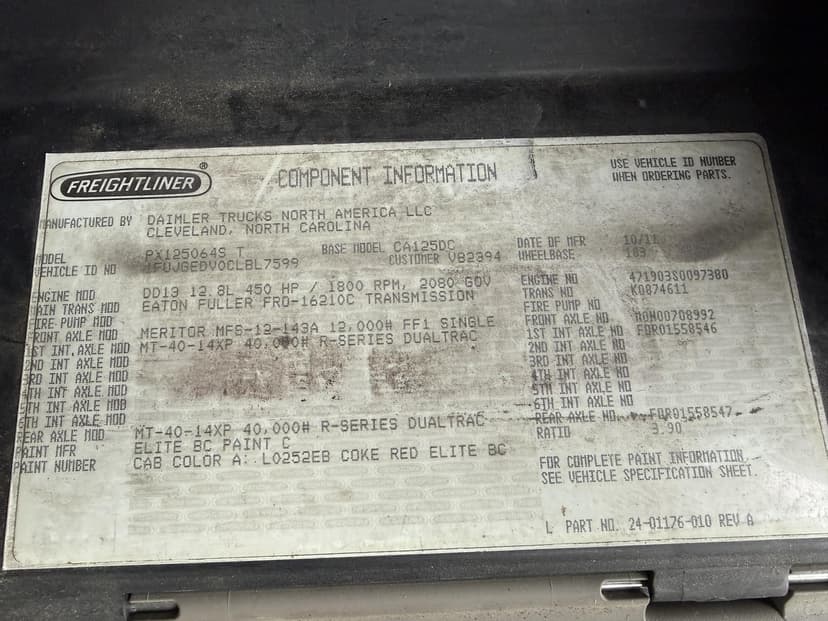 FREIGHTLINER ®
COMPONENT INFORMATION
USE VEHICLE ID NUMBER
WHEN ORDERING PARTS.
MANUFACTURED BY DAIMLER TRUCKS NORTH AMERICA LLC
CLEVELAND, NORTH CAROLINA
MODEL PX125064S T BASE MODEL CA125DC DATE OF MFR 10/11
VEHICLE ID NO 1FUJGEDV0CLBL7599 CUSTOMER V82394 WHEELBASE 183
ENGINE MOD DD13 12.8L 450 HP / 1800 RPM, 2080 GOV ENGINE NO 471903S0097380
MAIN TRANS MOD EATON FULLER FRO-16210C TRANSMISSION TRANS NO K0874611
FIRE PUMP MOD FIRE PUMP NO
FRONT AXLE MOD MERITOR MFS-12-143A 12,000# FF1 SINGLE FRONT AXLE NO NON00708992
1ST INT AXLE MOD MT-40-14XP 40,000# R-SERIES DUALTRAC 1ST INT AXLE NO FDR01558546
2ND INT AXLE MOD 2ND INT AXLE NO
3RD INT AXLE MOD 3RD INT AXLE NO
4TH INT AXLE MOD 4TH INT AXLE NO
5TH INT AXLE MOD 5TH INT AXLE NO
6TH INT AXLE MOD 6TH INT AXLE NO
REAR AXLE MOD MT-40-14XP 40,000# R-SERIES DUALTRAC REAR AXLE NO FDR01558547
PAINT MFR ELITE BC PAINT C RATIO 3.90
PAINT NUMBER CAB COLOR A: L0252EB COKE RED ELITE BC
FOR COMPLETE PAINT INFORMATION
SEE VEHICLE SPECIFICATION SHEET.
L PART NO. 24-01176-010 REV A